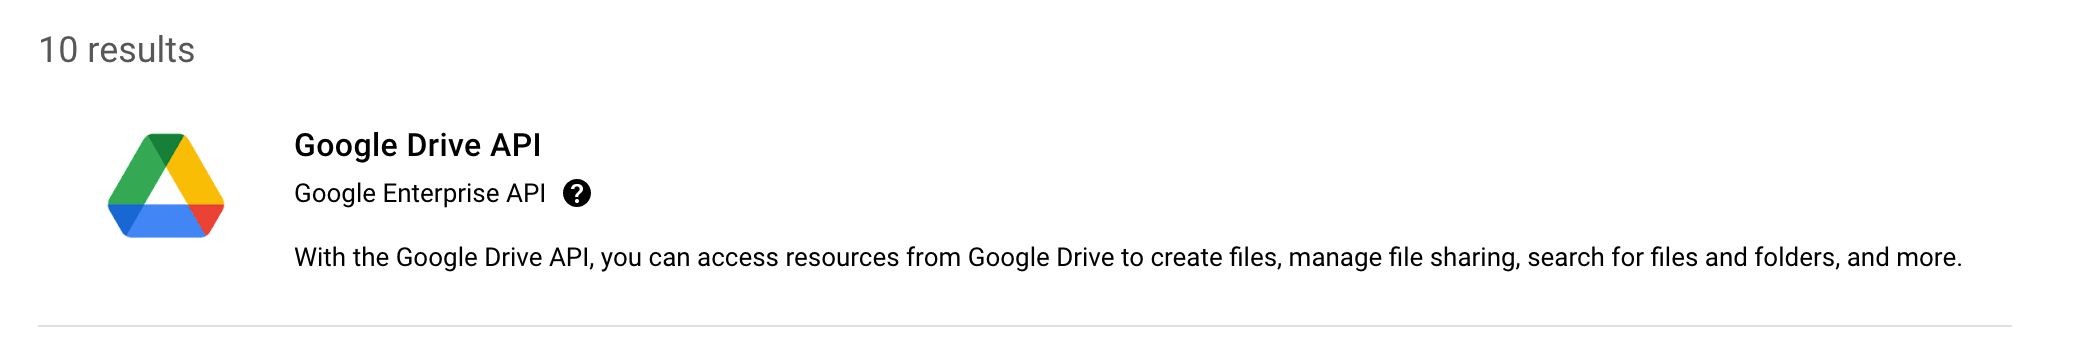 10 results
Google Drive API
Google Enterprise API ?
With the Google Drive API, you can access resources from Google Drive to create files, manage file sharing, search for files and folders, and more.